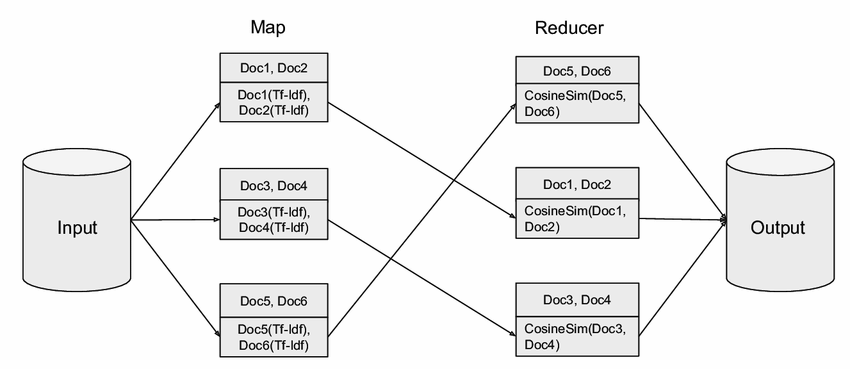 Map
Reducer
Input
Doc1, Doc2
Doc1(Tf-Idf),
Doc2(Tf-Idf)
Doc3, Doc4
Doc3(Tf-Idf),
Doc4(Tf-Idf)
Doc5, Doc6
Doc5(Tf-Idf),
Doc6(Tf-Idf)
Doc5, Doc6
CosineSim(Doc5,
Doc6)
Doc1, Doc2
CosineSim(Doc1,
Doc2)
Doc3, Doc4
CosineSim(Doc3,
Doc4)
Output